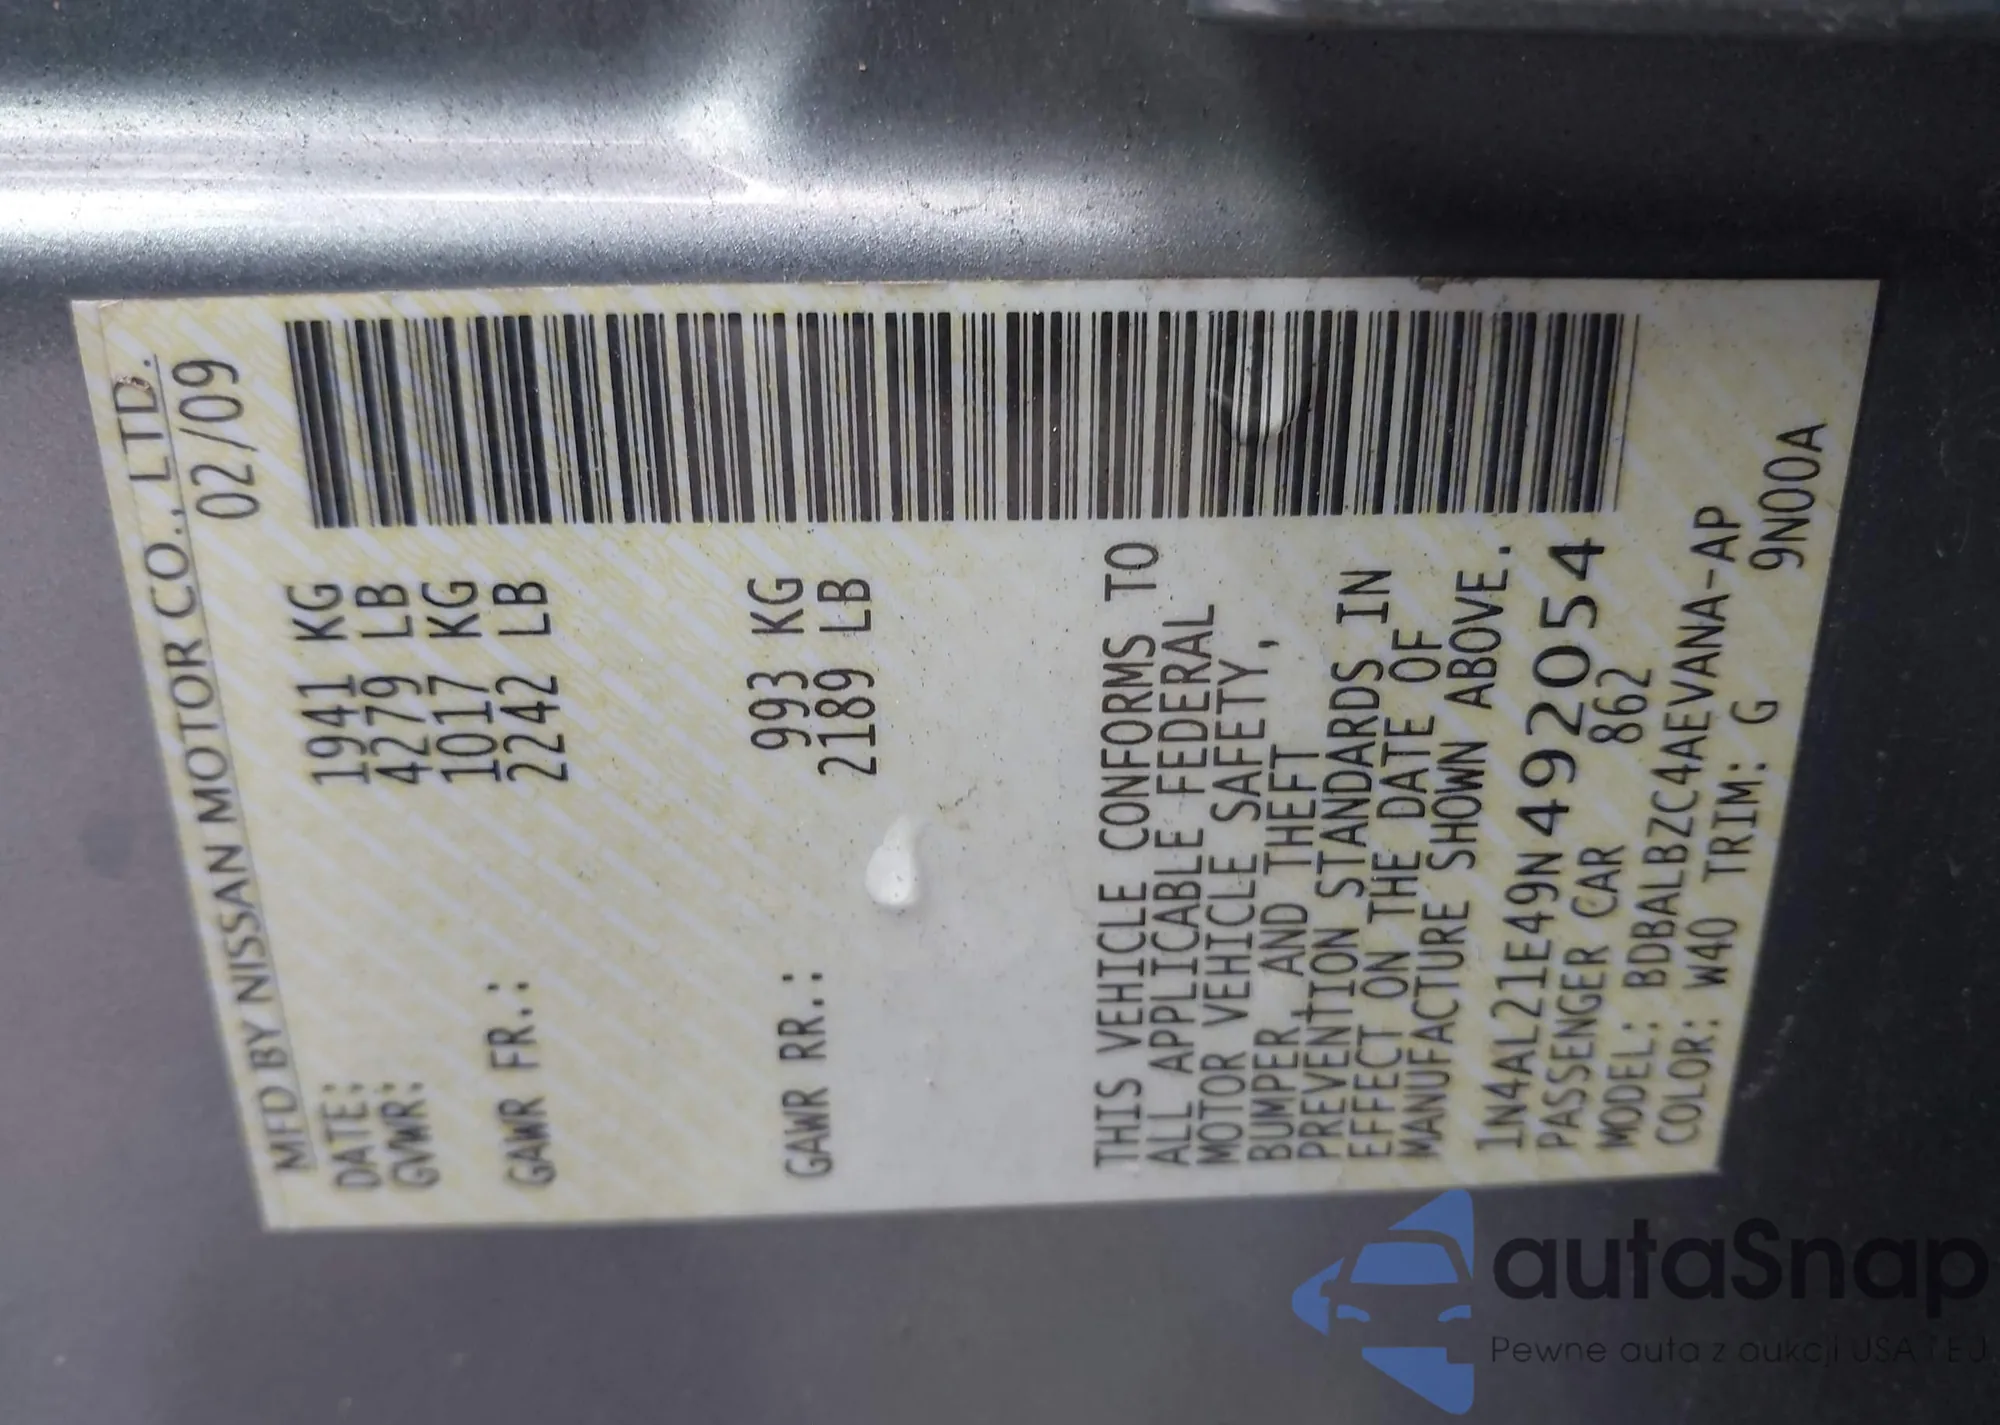 MFD BY NISSAN MOTOR CO., LTD.
DATE: 02/09
GVWR: 1941 KG
4279 LB
GAWR FR.: 1017 KG
2242 LB
GAWR RR.: 993 KG
2189 LB
THIS VEHICLE CONFORMS TO
ALL APPLICABLE FEDERAL
MOTOR VEHICLE SAFETY,
BUMPER, AND THEFT
PREVENTION STANDARDS IN
EFFECT ON THE DATE OF
MANUFACTURE SHOWN ABOVE.
1N4AL21E49N492054
PASSENGER CAR 862
MODEL: BDBALBZC4AEVANA-AP
COLOR: W40 TRIM: G 9N00A
autaSnap
Pewne auta z aukcji USA i EU